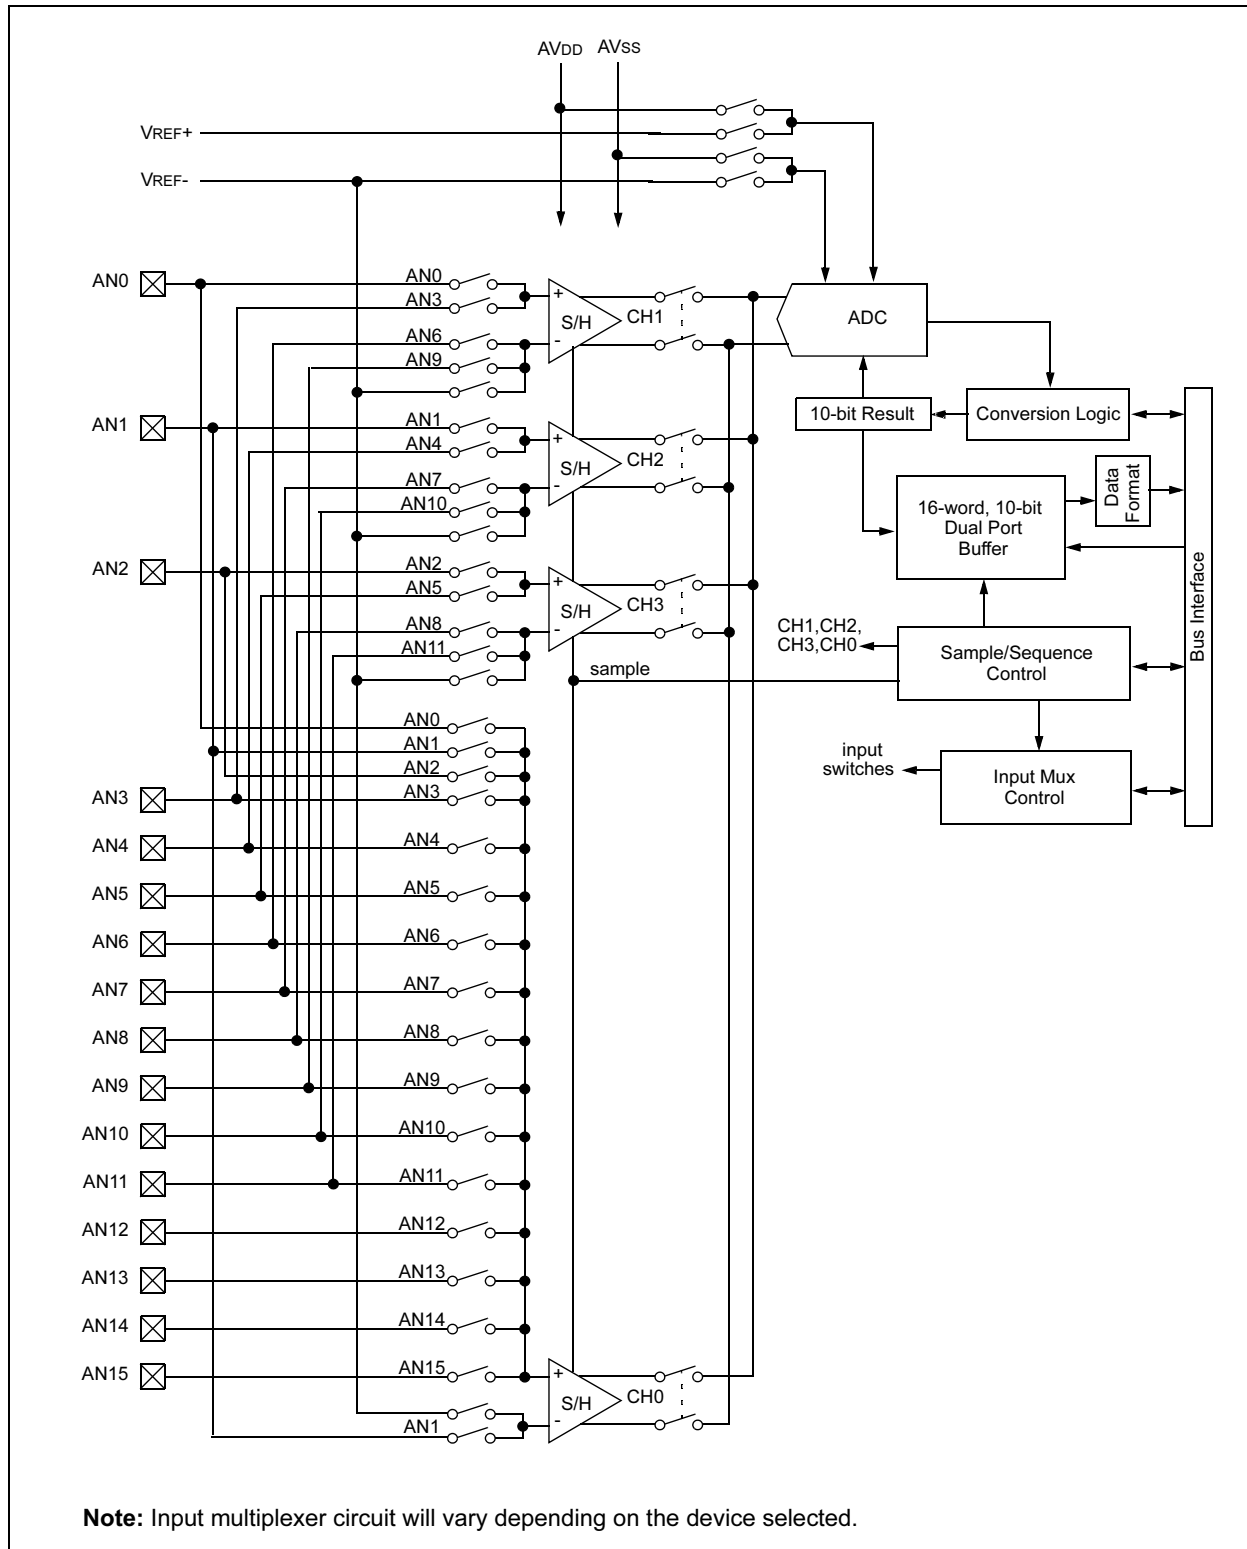 AVDD AVSS
VREF+
VREF-
AN0
AN0
AN3
AN6
AN9
+
-
S/H
CH1
ADC
AN1
AN1
AN4
AN7
AN10
+
-
S/H
CH2
10-bit Result
Conversion Logic
16-word, 10-bit
Dual Port
Buffer
Data
Format
Bus Interface
AN2
AN2
AN5
AN8
AN11
+
-
S/H
CH3
sample
CH1,CH2,
CH3,CH0
Sample/Sequence
Control
input
switches
Input Mux
Control
AN0
AN1
AN2
AN3
AN3
AN4
AN4
AN5
AN5
AN6
AN6
AN7
AN7
AN8
AN8
AN9
AN9
AN10
AN10
AN11
AN11
AN12
AN12
AN13
AN13
AN14
AN14
AN15
AN15
AN1
+
-
S/H
CH0
Note: Input multiplexer circuit will vary depending on the device selected.